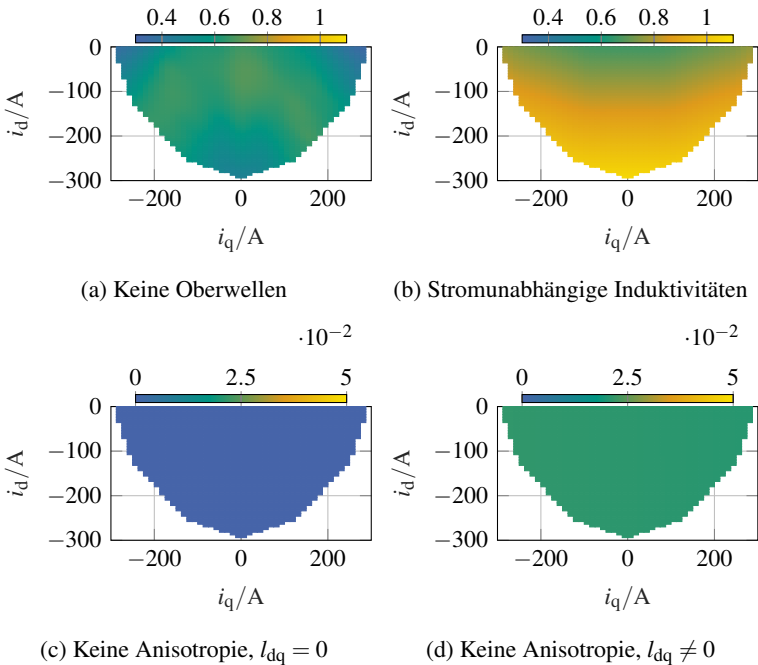 0.4 0.6 0.8 1 0.4 0.6 0.8 1
0 0
−100 −100
−200 −200
−300 −300
i_d/A i_d/A
−200 0 200 −200 0 200
i_q/A i_q/A
(a) Keine Oberwellen (b) Stromunabhängige Induktivitäten
·10⁻² ·10⁻²
0 2.5 5 0 2.5 5
0 0
−100 −100
−200 −200
−300 −300
i_d/A i_d/A
−200 0 200 −200 0 200
i_q/A i_q/A
(c) Keine Anisotropie, l_dq = 0 (d) Keine Anisotropie, l_dq ≠ 0